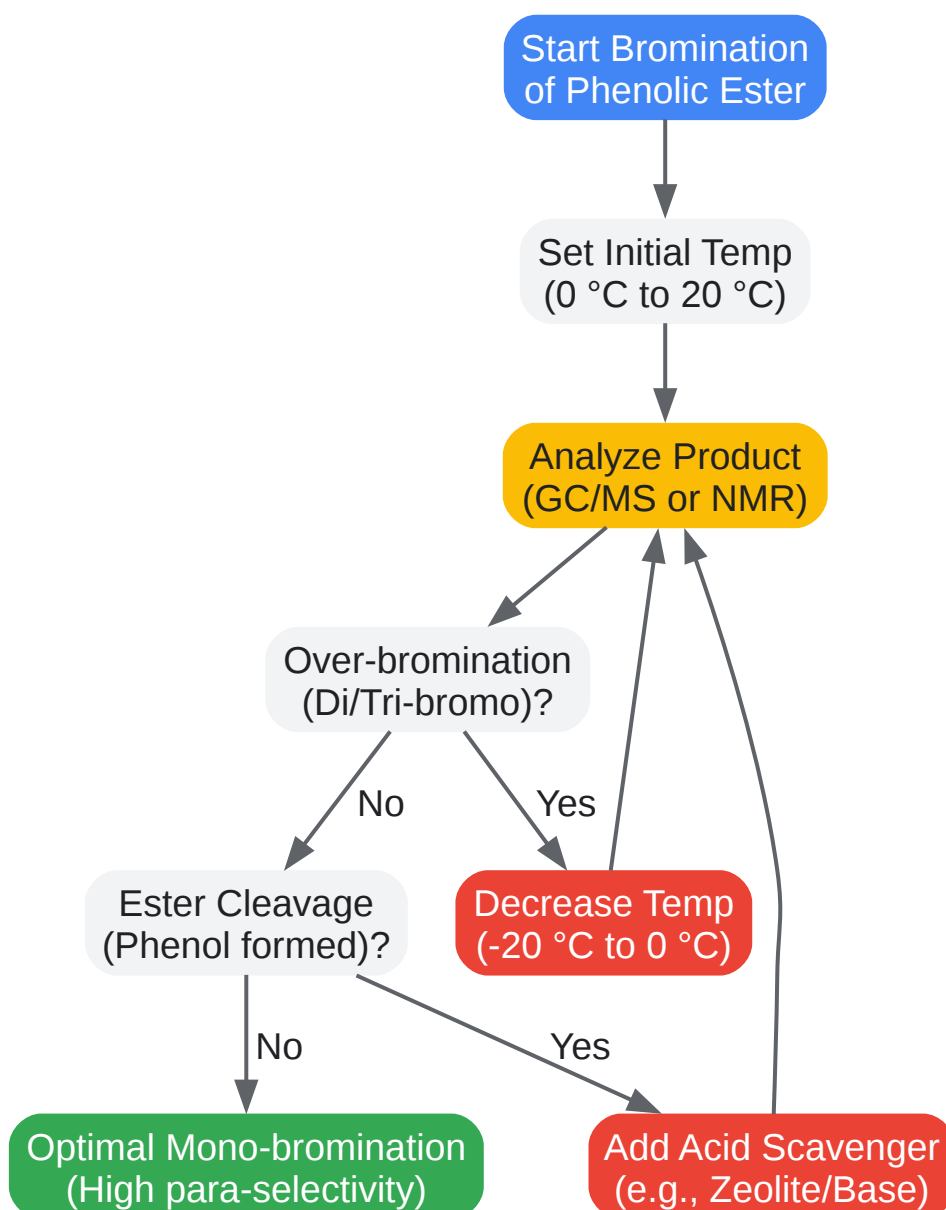 Start Bromination
of Phenolic Ester
Set Initial Temp
(0 °C to 20 °C)
Analyze Product
(GC/MS or NMR)
Over-bromination
(Di/Tri-bromo)?
No
Yes
Ester Cleavage
(Phenol formed)?
Decrease Temp
(-20 °C to 0 °C)
No
Yes
Optimal Mono-bromination
(High para-selectivity)
Add Acid Scavenger
(e.g., Zeolite/Base)